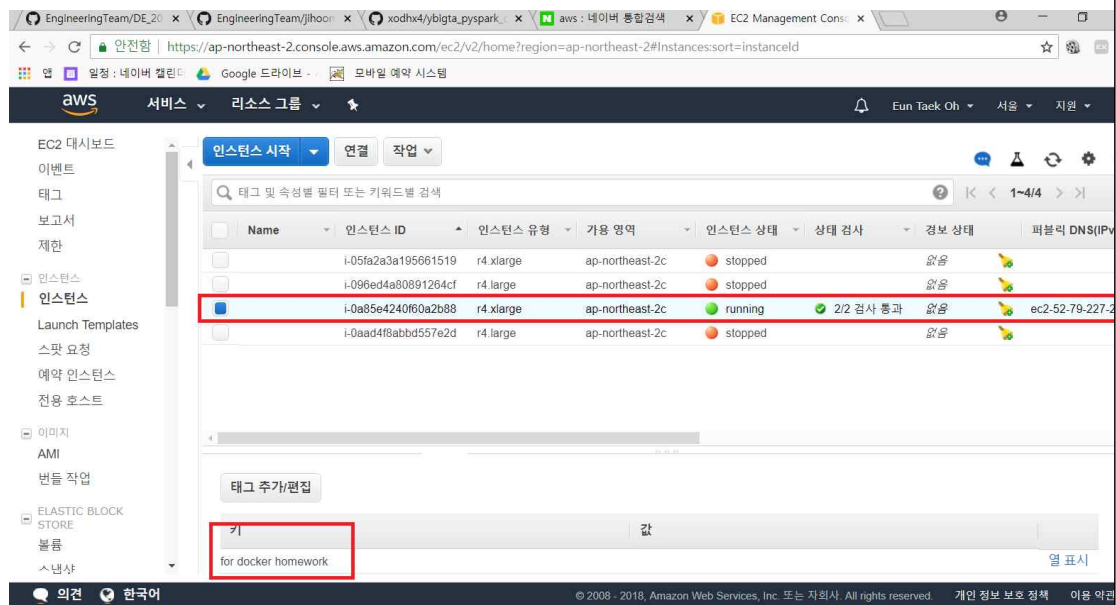 EngineeringTeam/DE_20
EngineeringTeam/jihoon
xodhx4/ybigta_pyspark_
aws : 네이버 통합검색
EC2 Management Cons
안전함 | https://ap-northeast-2.console.aws.amazon.com/ec2/v2/home?region=ap-northeast-2#Instances:sort=instanceId
앱 일정 : 네이버 캘린더 Google 드라이브 - 모바일 예약 시스템
aws 서비스 리소스 그룹 Eun Taek Oh 서울 지원
EC2 대시보드
이벤트
태그
보고서
제한
인스턴스
인스턴스
Launch Templates
스팟 요청
예약 인스턴스
전용 호스트
이미지
AMI
번들 작업
ELASTIC BLOCK
STORE
볼륨
스냅샷
인스턴스 시작 연결 작업
태그 및 속성별 필터 또는 키워드별 검색 1~4/4
Name 인스턴스 ID 인스턴스 유형 가용 영역 인스턴스 상태 상태 검사 경보 상태 퍼블릭 DNS(IPv
i-05fa2a3a195661519 r4.xlarge ap-northeast-2c stopped 없음
i-096ed4a80891264cf r4.large ap-northeast-2c stopped 없음
i-0a85e4240f60a2b88 r4.xlarge ap-northeast-2c running 2/2 검사 통과 없음 ec2-52-79-227-2
i-0aad4f8abbd557e2d r4.large ap-northeast-2c stopped 없음
태그 추가/편집
키 값
for docker homework 열 표시
의견 한국어 © 2008 - 2018, Amazon Web Services, Inc. 또는 자회사. All rights reserved. 개인 정보 보호 정책 이용 약관